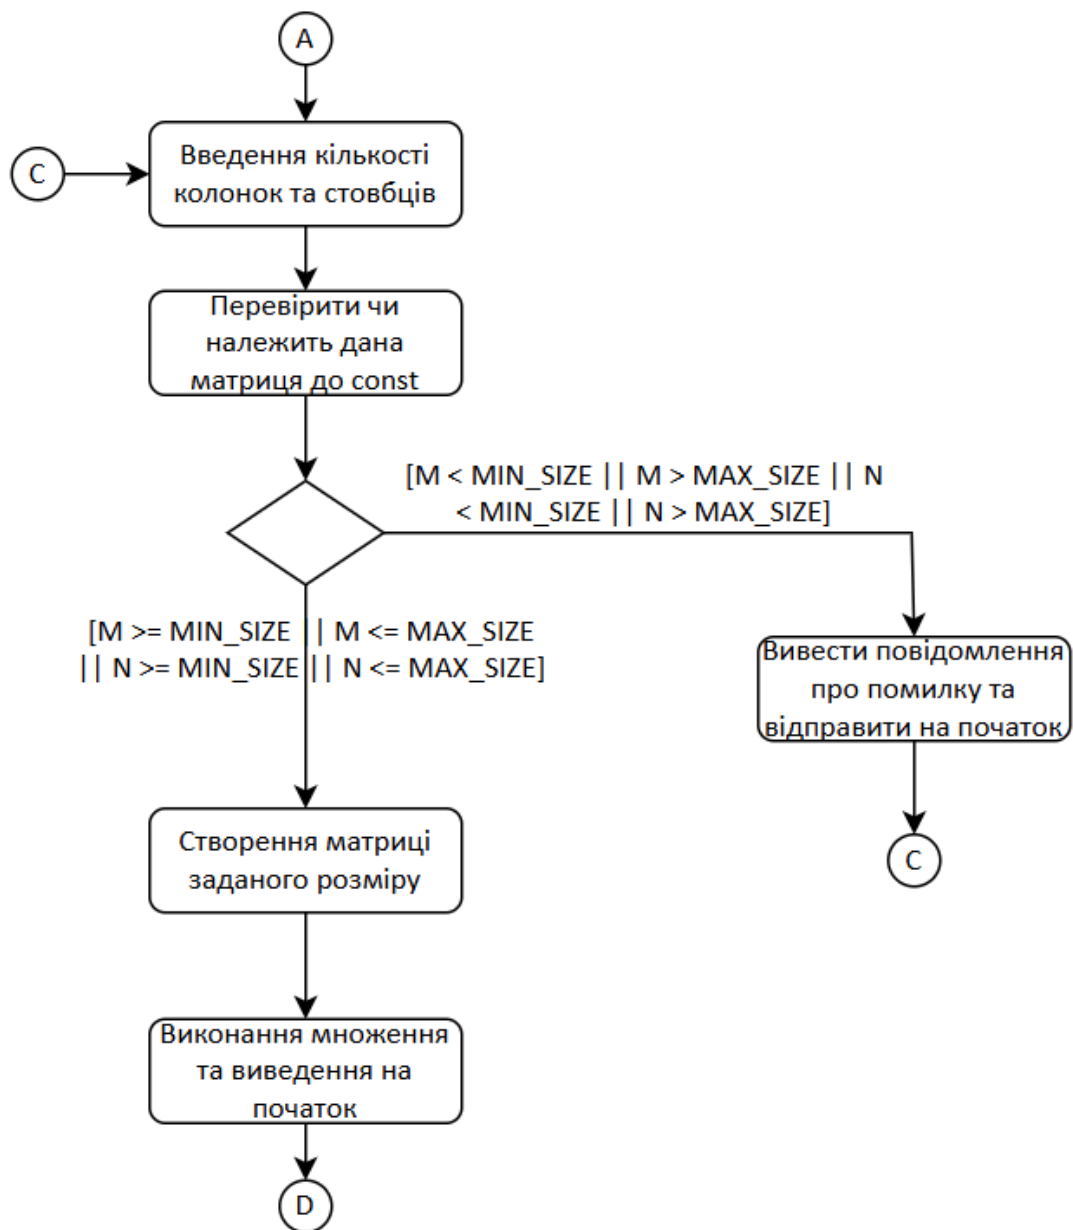 A
C
Введення кількості
колонок та стовбців
Перевірити чи
належить дана
матриця до const
[M < MIN_SIZE || M > MAX_SIZE || N
< MIN_SIZE || N > MAX_SIZE]
[M >= MIN_SIZE || M <= MAX_SIZE
|| N >= MIN_SIZE || N <= MAX_SIZE]
Вивести повідомлення
про помилку та
відправити на початок
C
Створення матриці
заданого розміру
Виконання множення
та виведення на
початок
D